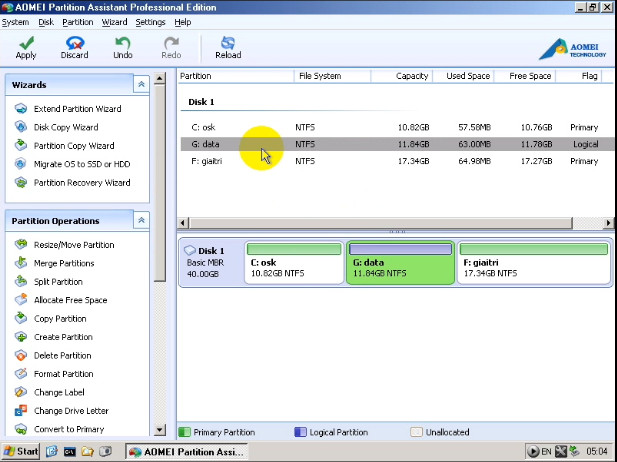 AOMEI Partition Assistant Professional Edition
System Disk Partition Wizard Settings Help
Apply Discard Undo Redo Reload
AOMEI
TECHNOLOGY
Wizards
Extend Partition Wizard
Disk Copy Wizard
Partition Copy Wizard
Migrate OS to SSD or HDD
Partition Recovery Wizard
Partition Operations
Resize/Move Partition
Merge Partitions
Split Partition
Allocate Free Space
Copy Partition
Create Partition
Delete Partition
Format Partition
Change Label
Change Drive Letter
Convert to Primary
Partition File System Capacity Used Space Free Space Flag
Disk 1
C: osk NTFS 10.82GB 57.58MB 10.76GB Primary
G: data NTFS 11.84GB 63.00MB 11.78GB Logical
F: giaitri NTFS 17.34GB 64.98MB 17.27GB Primary
Disk 1
Basic MBR
40.00GB
C: osk
10.82GB NTFS
G: data
11.84GB NTFS
F: giaitri
17.34GB NTFS
Primary Partition Logical Partition Unallocated
Start AOMEI Partition Assi... EN 05:04